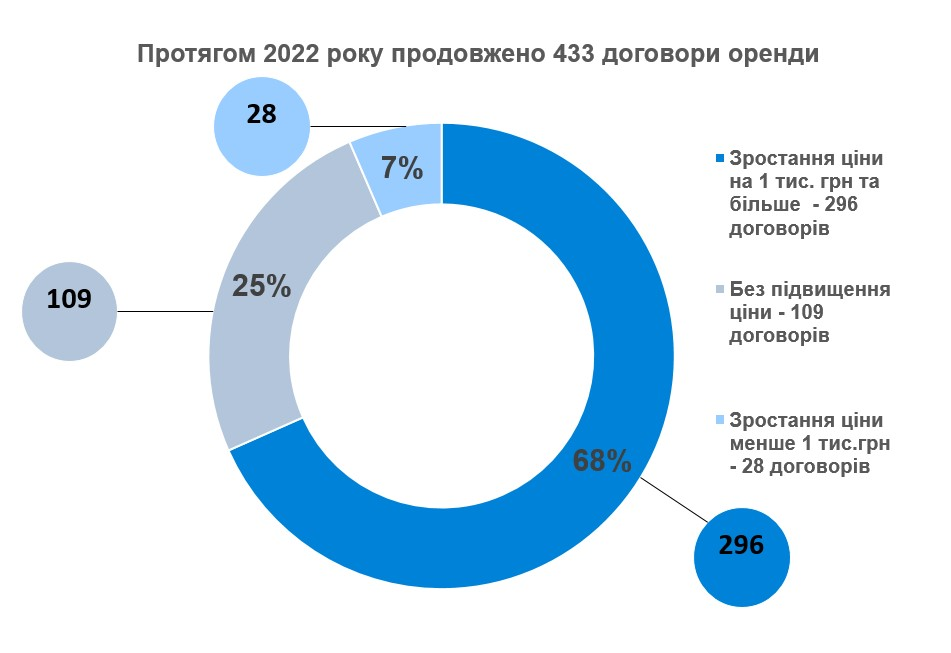 Протягом 2022 року продовжено 433 договори оренди
28
7%
25%
109
68%
296
Зростання ціни
на 1 тис. грн та
більше - 296
договорів
Без підвищення
ціни - 109
договорів
Зростання ціни
менше 1 тис.грн
- 28 договорів